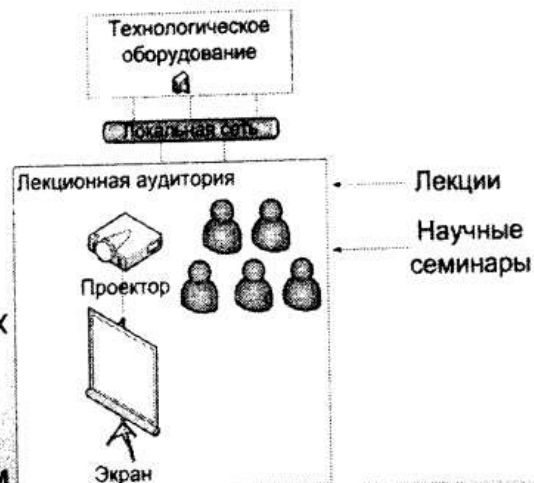 Технологическое
оборудование
Локальная сеть
Лекционная аудитория
Лекции
Научные
семинары
Проектор
х
Экран
м